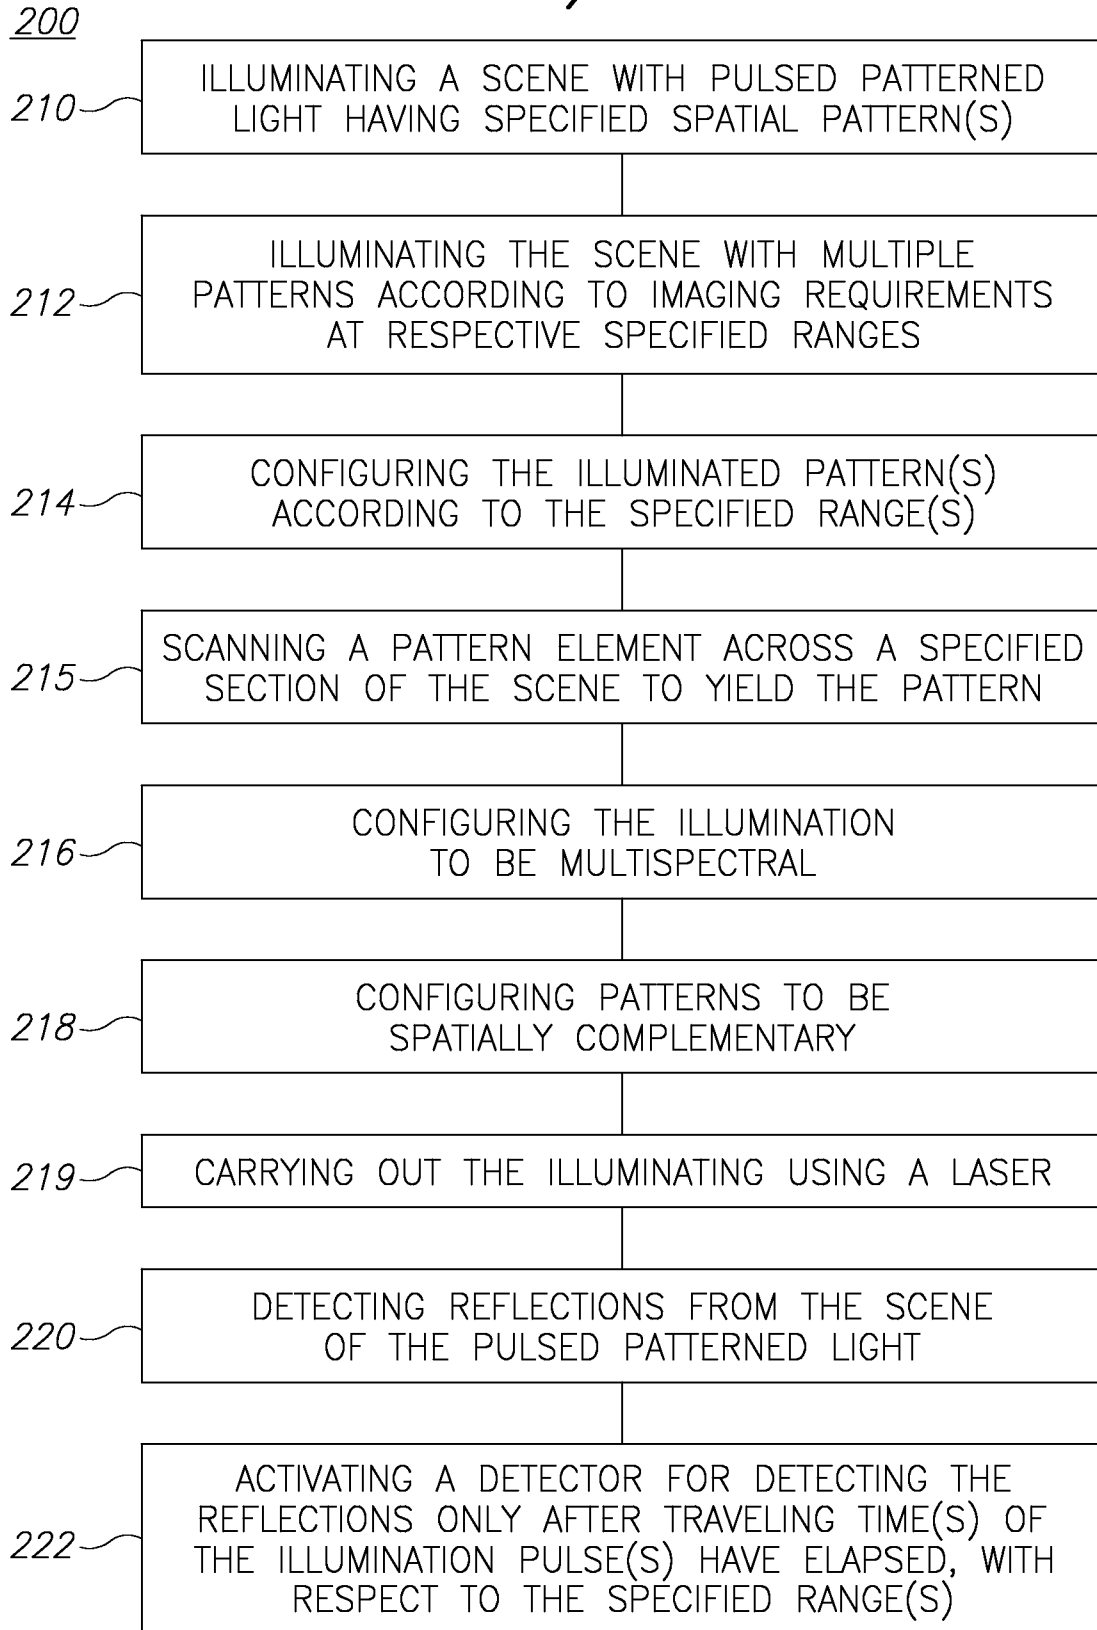 200
210
ILLUMINATING A SCENE WITH PULSED PATTERNED
LIGHT HAVING SPECIFIED SPATIAL PATTERN(S)
212
ILLUMINATING THE SCENE WITH MULTIPLE
PATTERNS ACCORDING TO IMAGING REQUIREMENTS
AT RESPECTIVE SPECIFIED RANGES
214
CONFIGURING THE ILLUMINATED PATTERN(S)
ACCORDING TO THE SPECIFIED RANGE(S)
215
SCANNING A PATTERN ELEMENT ACROSS A SPECIFIED
SECTION OF THE SCENE TO YIELD THE PATTERN
216
CONFIGURING THE ILLUMINATION
TO BE MULTISPECTRAL
218
CONFIGURING PATTERNS TO BE
SPATIALLY COMPLEMENTARY
219
CARRYING OUT THE ILLUMINATING USING A LASER
220
DETECTING REFLECTIONS FROM THE SCENE
OF THE PULSED PATTERNED LIGHT
222
ACTIVATING A DETECTOR FOR DETECTING THE
REFLECTIONS ONLY AFTER TRAVELING TIME(S) OF
THE ILLUMINATION PULSE(S) HAVE ELAPSED, WITH
RESPECT TO THE SPECIFIED RANGE(S)